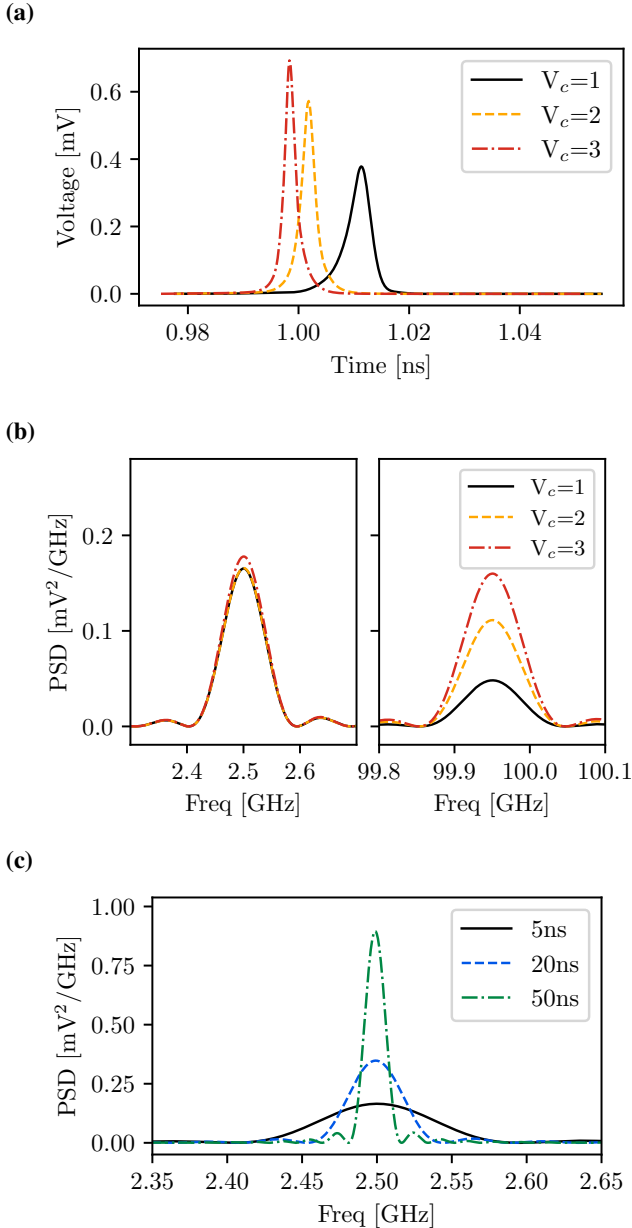 (a)
Voltage [mV]
0.6
0.4
0.2
0.0
V_c=1
V_c=2
V_c=3
0.98 1.00 1.02 1.04
Time [ns]
(b)
PSD [mV²/GHz]
0.2
0.1
0.0
V_c=1
V_c=2
V_c=3
2.4 2.5 2.6
99.8 99.9 100.0 100.1
Freq [GHz]
Freq [GHz]
(c)
PSD [mV²/GHz]
1.00
0.75
0.50
0.25
0.00
5ns
20ns
50ns
2.35 2.40 2.45 2.50 2.55 2.60 2.65
Freq [GHz]